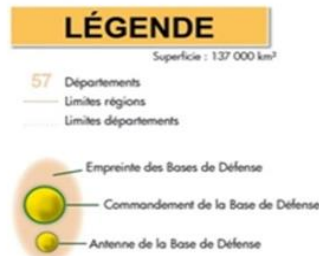 LÉGENDE
Superficie : 137 000 km²
57 Départements
Limites régions
Limites départements
Empreinte des Bases de Défense
Commandement de la Base de Défense
Antenne de la Base de Défense